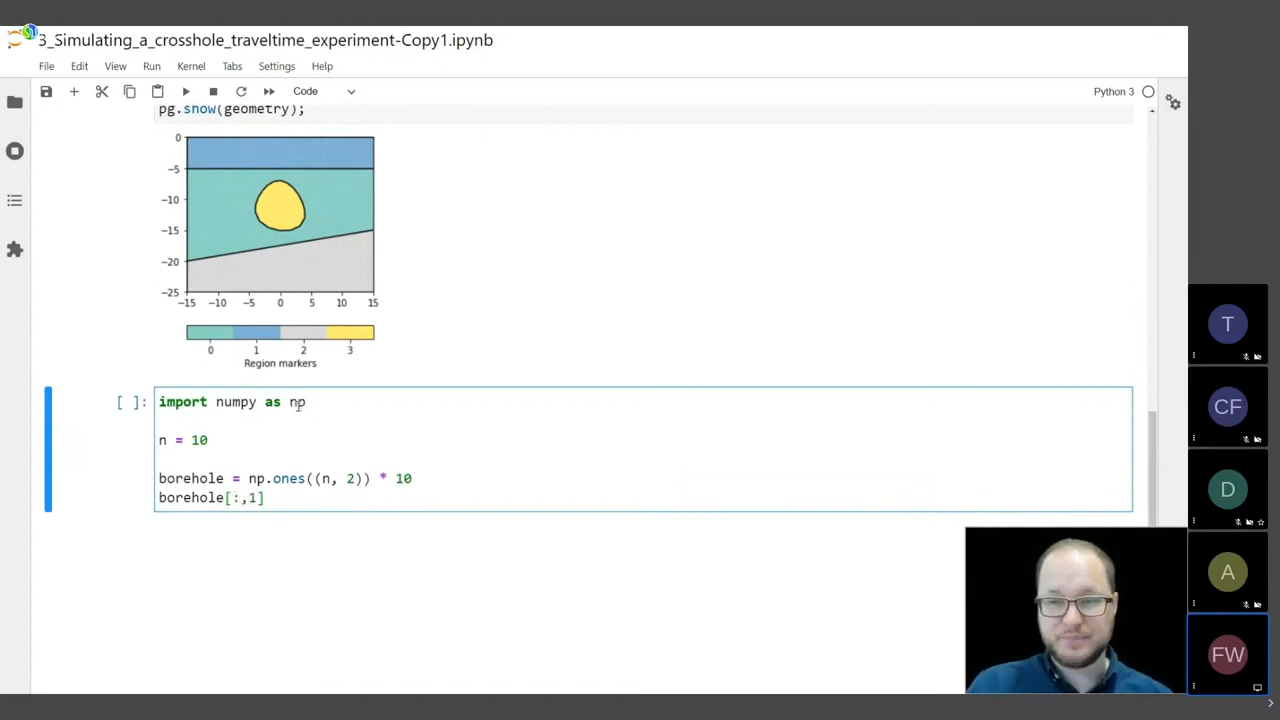 3_Simulating_a_crosshole_traveltime_experiment-Copy1.ipynb
File Edit View Run Kernel Tabs Settings Help
Code
Python 3
pg.show(geometry);
0
−5
−10
−15
−20
−25
−15 −10 −5 0 5 10 15
0 1 2 3
Region markers
[ ]:
import numpy as np
n = 10
borehole = np.ones((n, 2)) * 10
borehole[:,1]
T
CF
D
A
FW